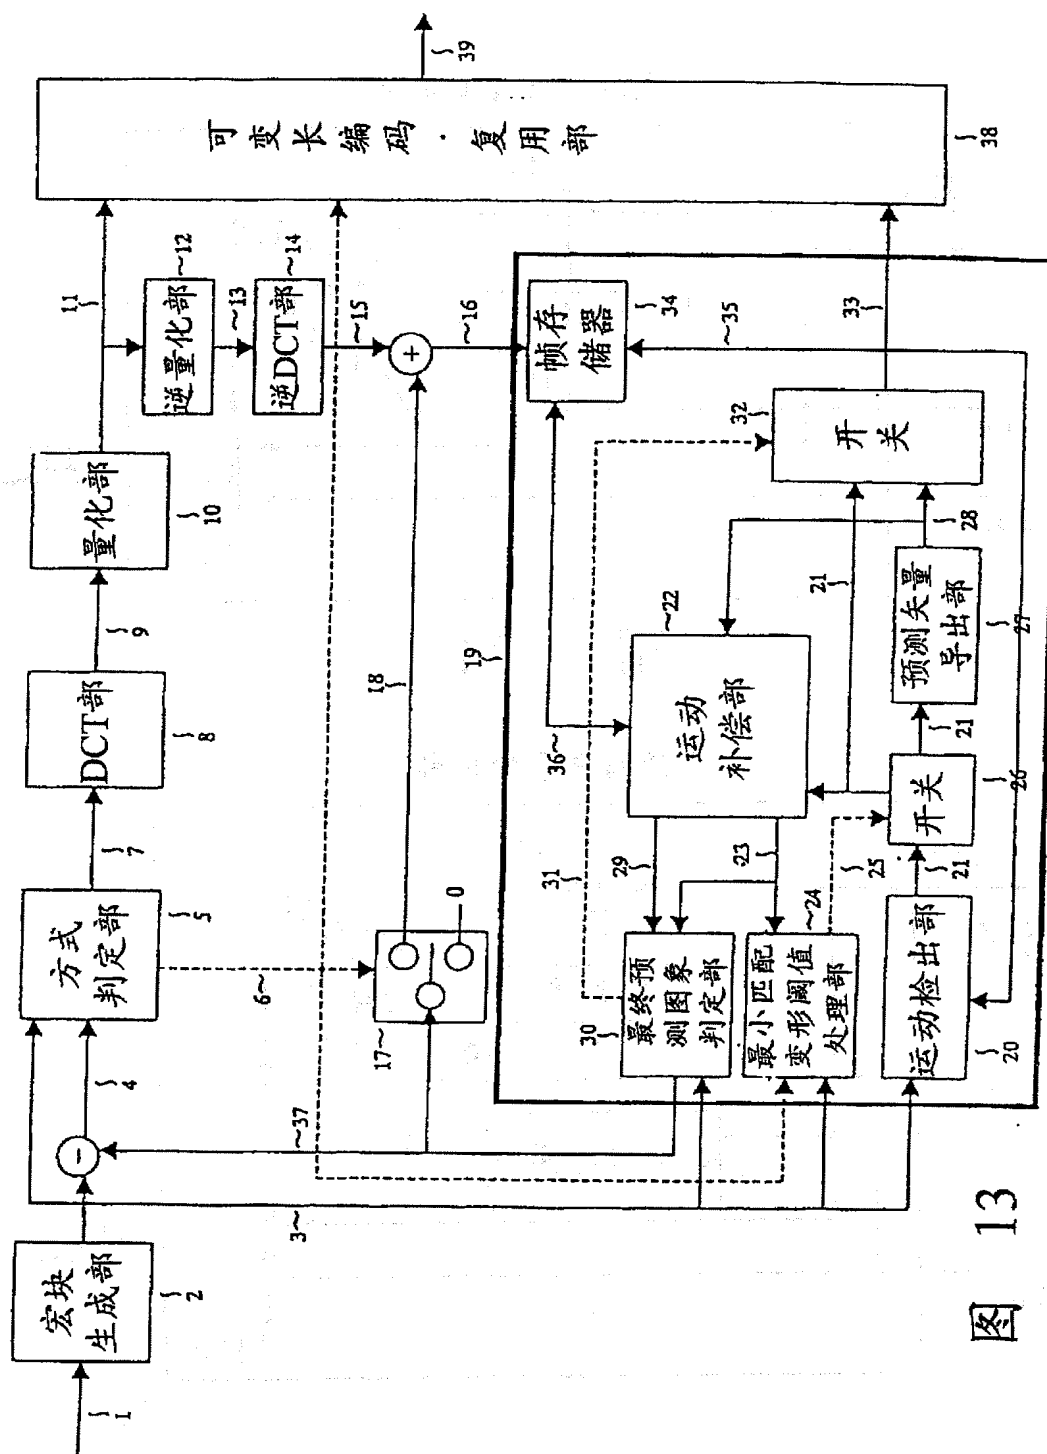 1
宏块
生成部
2
3
4
方式
判定部
5
6
7
DCT部
8
9
量化部
10
11
逆量化部
12
13
逆DCT部
14
15
16
17
0
18
19
可变长编码·复用部
38
39
帧存
储器
34
35
36
37
运动
补偿部
22
29
23
31
最终预
测图象
判定部
30
最小匹配
变形阈值
处理部
24
25
运动检出部
20
21
开关
26
21
预测矢量
导出部
27
28
21
开关
32
33
图 13